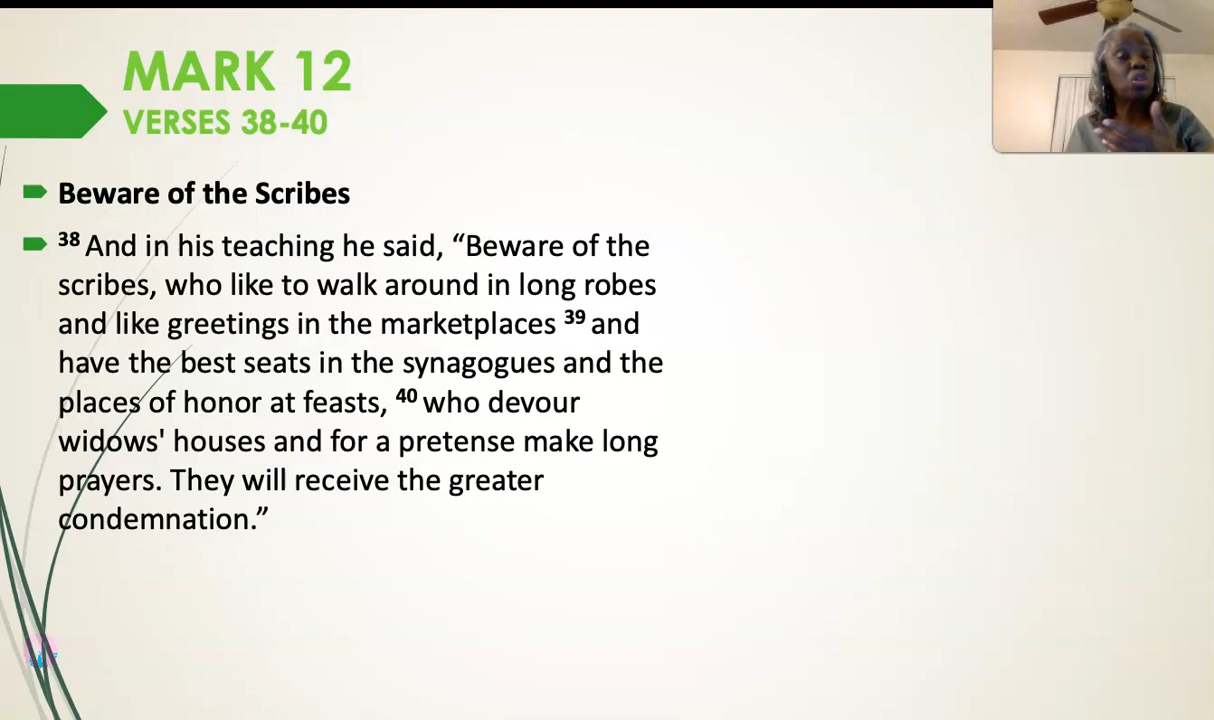 MARK 12
VERSES 38-40
Beware of the Scribes
38 And in his teaching he said, “Beware of the
scribes, who like to walk around in long robes
and like greetings in the marketplaces 39 and
have the best seats in the synagogues and the
places of honor at feasts, 40 who devour
widows' houses and for a pretense make long
prayers. They will receive the greater
condemnation.”